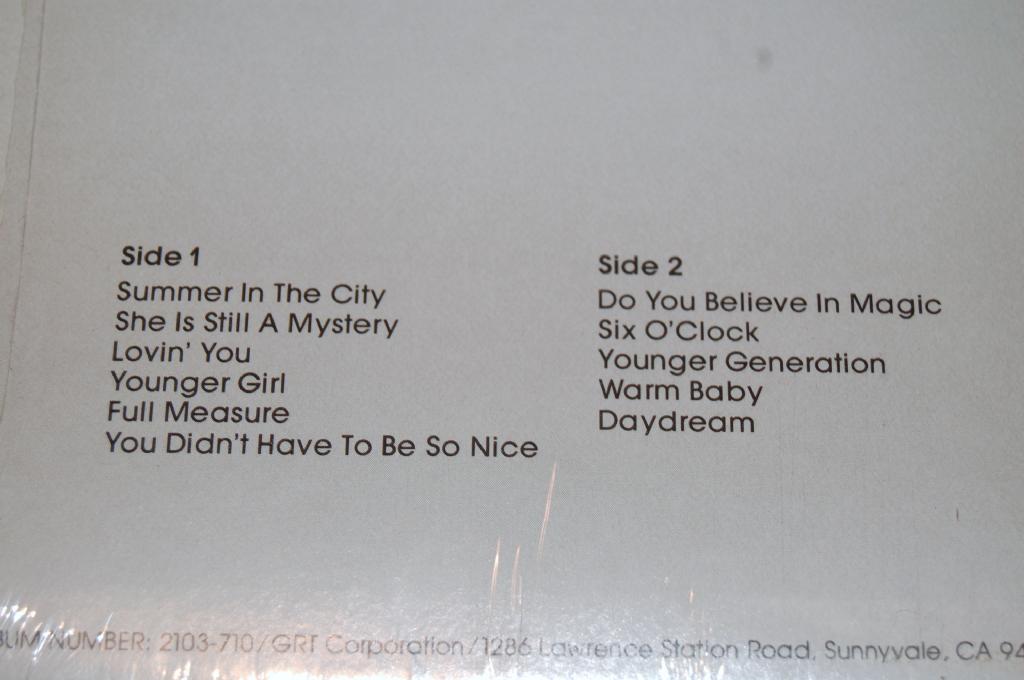 Side 1
Summer In The City
She Is Still A Mystery
Lovin' You
Younger Girl
Full Measure
You Didn't Have To Be So Nice
Side 2
Do You Believe In Magic
Six O'Clock
Younger Generation
Warm Baby
Daydream
NUMBER: 2103-710/GRT Corporation/1286 Lawrence Station Road, Sunnyvale, CA 94